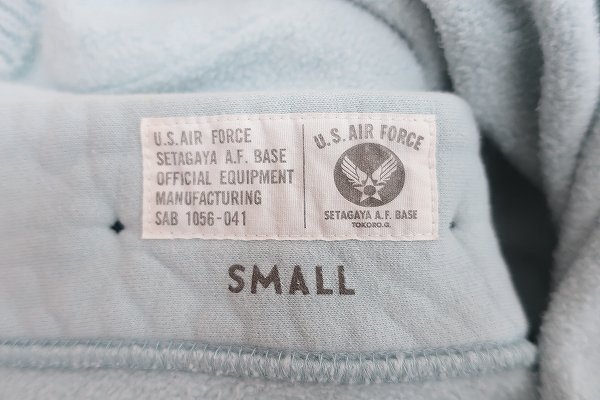 U.S. AIR FORCE
SETAGAYA A.F. BASE
OFFICIAL EQUIPMENT
MANUFACTURING
SAB 1056-041
U.S. AIR FORCE
SETAGAYA A.F. BASE
TOKORO.G.
SMALL